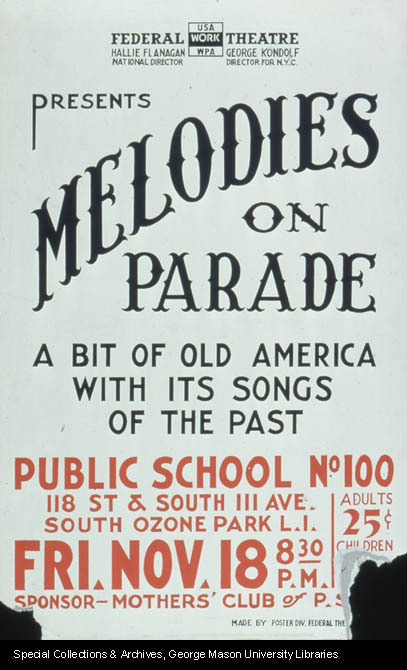 FEDERAL USA WORK WPA THEATRE
HALLIE FLANAGAN
NATIONAL DIRECTOR
GEORGE KONDOLF
DIRECTOR FOR N.Y.C.
PRESENTS
MELODIES
ON
PARADE
A BIT OF OLD AMERICA
WITH ITS SONGS
OF THE PAST
PUBLIC SCHOOL No 100
118 ST & SOUTH 111 AVE.
SOUTH OZONE PARK L.I.
ADULTS
25¢
CHILDREN
FRI. NOV. 18 8 30 P.M.
SPONSOR - MOTHERS' CLUB of P.S
MADE BY POSTER DIV. FEDERAL THE
Special Collections & Archives, George Mason University Libraries